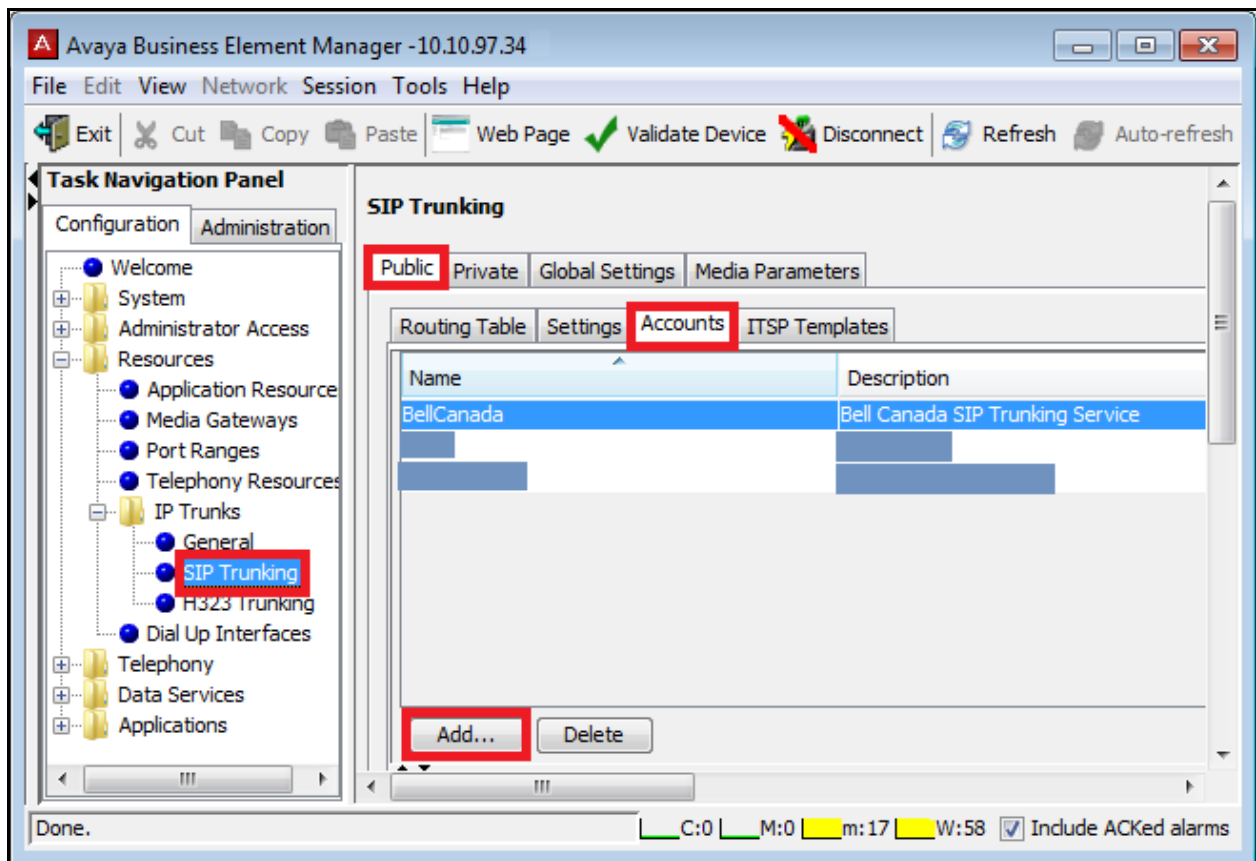 Avaya Business Element Manager -10.10.97.34
File Edit View Network Session Tools Help
Exit Cut Copy Paste Web Page Validate Device Disconnect Refresh Auto-refresh
Task Navigation Panel
Configuration Administration
Welcome
System
Administrator Access
Resources
Application Resource
Media Gateways
Port Ranges
Telephony Resources
IP Trunks
General
SIP Trunking
H323 Trunking
Dial Up Interfaces
Telephony
Data Services
Applications
SIP Trunking
Public Private Global Settings Media Parameters
Routing Table Settings Accounts ITSP Templates
Name Description
BellCanada Bell Canada SIP Trunking Service
Add... Delete
Done. C:0 M:0 m:17 W:58 Include ACKed alarms